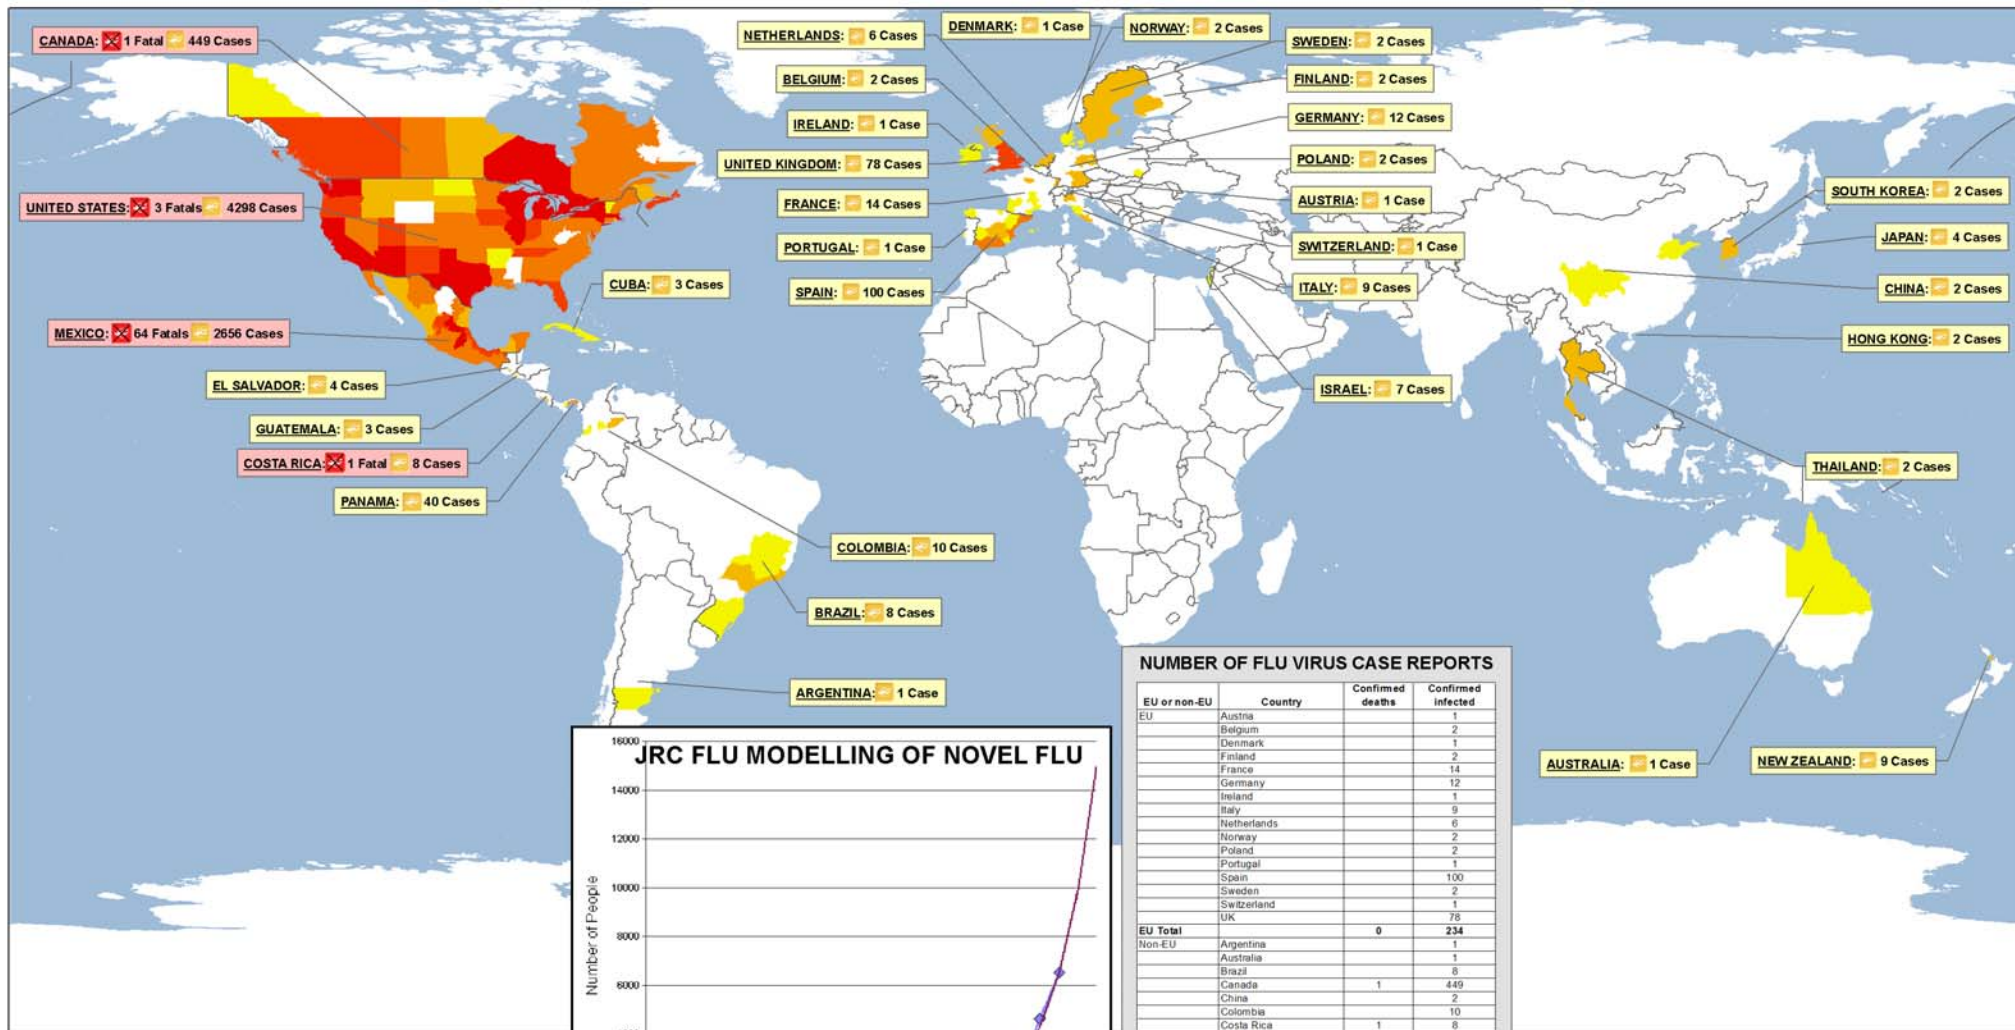 CANADA: 1 Fatal 449 Cases
UNITED STATES: 3 Fatals 4298 Cases
MEXICO: 64 Fatals 2656 Cases
CUBA: 3 Cases
EL SALVADOR: 4 Cases
GUATEMALA: 3 Cases
COSTA RICA: 1 Fatal 8 Cases
PANAMA: 40 Cases
COLOMBIA: 10 Cases
BRAZIL: 8 Cases
ARGENTINA: 1 Case
NETHERLANDS: 6 Cases
BELGIUM: 2 Cases
IRELAND: 1 Case
UNITED KINGDOM: 78 Cases
FRANCE: 14 Cases
PORTUGAL: 1 Case
SPAIN: 100 Cases
DENMARK: 1 Case
NORWAY: 2 Cases
SWEDEN: 2 Cases
FINLAND: 2 Cases
GERMANY: 12 Cases
POLAND: 2 Cases
AUSTRIA: 1 Case
SWITZERLAND: 1 Case
ITALY: 9 Cases
ISRAEL: 7 Cases
SOUTH KOREA: 2 Cases
JAPAN: 4 Cases
CHINA: 2 Cases
HONG KONG: 2 Cases
THAILAND: 2 Cases
AUSTRALIA: 1 Case
NEW ZEALAND: 9 Cases
JRC FLU MODELLING OF NOVEL FLU
Number of People
16000
14000
12000
10000
8000
6000
NUMBER OF FLU VIRUS CASE REPORTS
EU or non-EU Country Confirmed deaths Confirmed infected
EU Austria 1
Belgium 2
Denmark 1
Finland 2
France 14
Germany 12
Ireland 1
Italy 9
Netherlands 6
Norway 2
Poland 2
Portugal 1
Spain 100
Sweden 2
Switzerland 1
UK 78
EU Total 0 234
Non-EU Argentina 1
Australia 1
Brazil 8
Canada 1 449
China 2
Colombia 10
Costa Rica 1 8